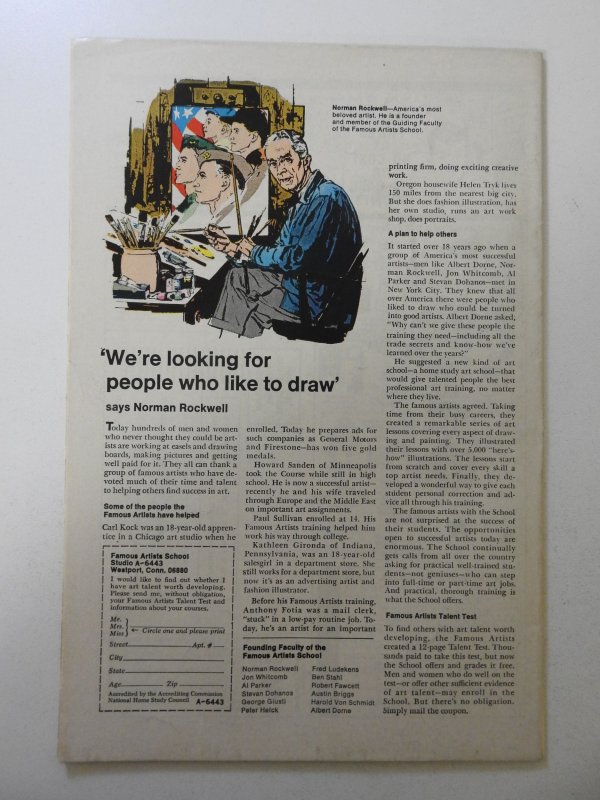 Norman Rockwell—America's most
beloved artist. He is a founder
and member of the Guiding Faculty
of the Famous Artists School.
'We're looking for
people who like to draw'
says Norman Rockwell
Today hundreds of men and women
who never thought they could be art-
ists are working at easels and drawing
boards, making pictures and getting
well paid for it. They all can thank a
group of famous artists who have de-
voted much of their time and talent
to helping others find success in art.
Some of the people the
Famous Artists have helped
Carl Kock was an 18-year-old appren-
tice in a Chicago art studio when he
enrolled. Today he prepares ads for
such companies as General Motors
and Firestone—has won five gold
medals.
Howard Sanden of Minneapolis
took the Course while still in high
school. He is now a successful artist—
recently he and his wife traveled
through Europe and the Middle East
on important art assignments.
Paul Sullivan enrolled at 14. His
Famous Artists training helped him
work his way through college.
Kathleen Gironda of Indiana,
Pennsylvania, was an 18-year-old
salesgirl in a department store. She
still works for a department store, but
now it's as an advertising artist and
fashion illustrator.
Before his Famous Artists training,
Anthony Fotia was a mail clerk,
"stuck" in a low-pay routine job. To-
day, he's an artist for an important
printing firm, doing exciting creative
work.
Oregon housewife Helen Tryk lives
150 miles from the nearest big city.
But she does fashion illustration, has
her own studio, runs an art work
shop, does portraits.
A plan to help others
It started over 18 years ago when a
group of America's most successful
artists—men like Albert Dorne, Nor-
man Rockwell, Jon Whitcomb, Al
Parker and Stevan Dohanos—met in
New York City. They knew that all
over America there were people who
liked to draw who could be turned
into good artists. Albert Dorne asked,
"Why can't we give these people the
training they need—including all the
trade secrets and know-how we've
learned over the years?"
He suggested a new kind of art
school—a home study art school—that
would give talented people the best
professional art training, no matter
where they live.
The famous artists agreed. Taking
time from their busy careers, they
created a remarkable series of art
lessons covering every aspect of draw-
ing and painting. They illustrated
their lessons with over 5,000 "here's-
how" illustrations. The lessons start
from scratch and cover every skill a
top artist needs. Finally, they de-
veloped a wonderful way to give each
student personal correction and ad-
vice all through his training.
The famous artists with the School
are not surprised at the success of
their students. The opportunities
open to successful artists today are
enormous. The School continually
gets calls from all over the country
asking for practical well-trained stu-
dents—not geniuses—who can step
into full-time or part-time art jobs.
And practical, thorough training is
what the School offers.
Famous Artists Talent Test
To find others with art talent worth
developing, the Famous Artists
created a 12-page Talent Test. Thou-
sands paid to take this test, but now
the School offers and grades it free.
Men and women who do well on the
test—or offer other sufficient evidence
of art talent—may enroll in the
School. But there's no obligation.
Simply mail the coupon.
Famous Artists School
Studio A-6443
Westport, Conn. 06880
I would like to find out whether I
have art talent worth developing.
Please send me, without obligation,
your Famous Artists Talent Test and
information about your courses.
Mr.
Mrs.
Miss ← Circle one and please print
Street Apt. #
City
State
Age Zip
Accredited by the Accrediting Commission
National Home Study Council A-6443
Founding Faculty of the
Famous Artists School
Norman Rockwell
Jon Whitcomb
Al Parker
Stevan Dohanos
George Giusti
Peter Helck
Fred Ludekens
Ben Stahl
Robert Fawcett
Austin Briggs
Harold Von Schmidt
Albert Dorne